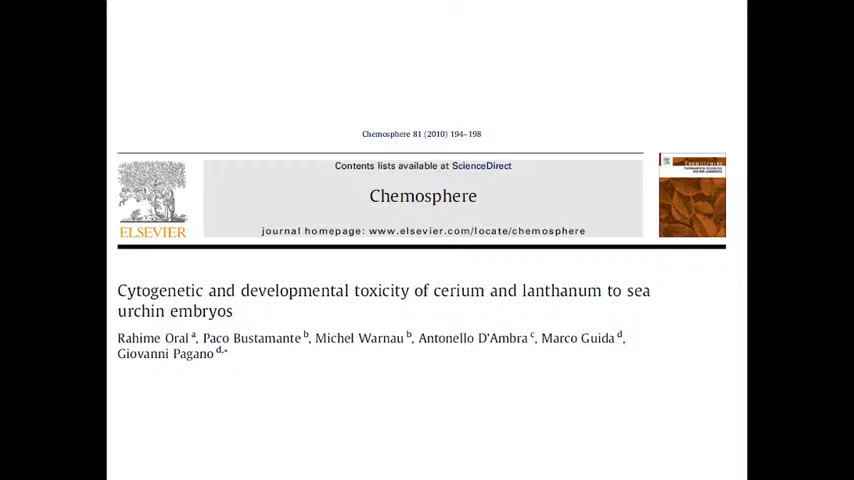 Chemosphere 81 (2010) 194–198
Contents lists available at ScienceDirect
Chemosphere
journal homepage: www.elsevier.com/locate/chemosphere
ELSEVIER
CHEMOSPHERE
Cytogenetic and developmental toxicity of cerium and lanthanum to sea
urchin embryos
Rahime Oral a, Paco Bustamante b, Michel Warnau b, Antonello D'Ambra c, Marco Guida d,
Giovanni Pagano d,*